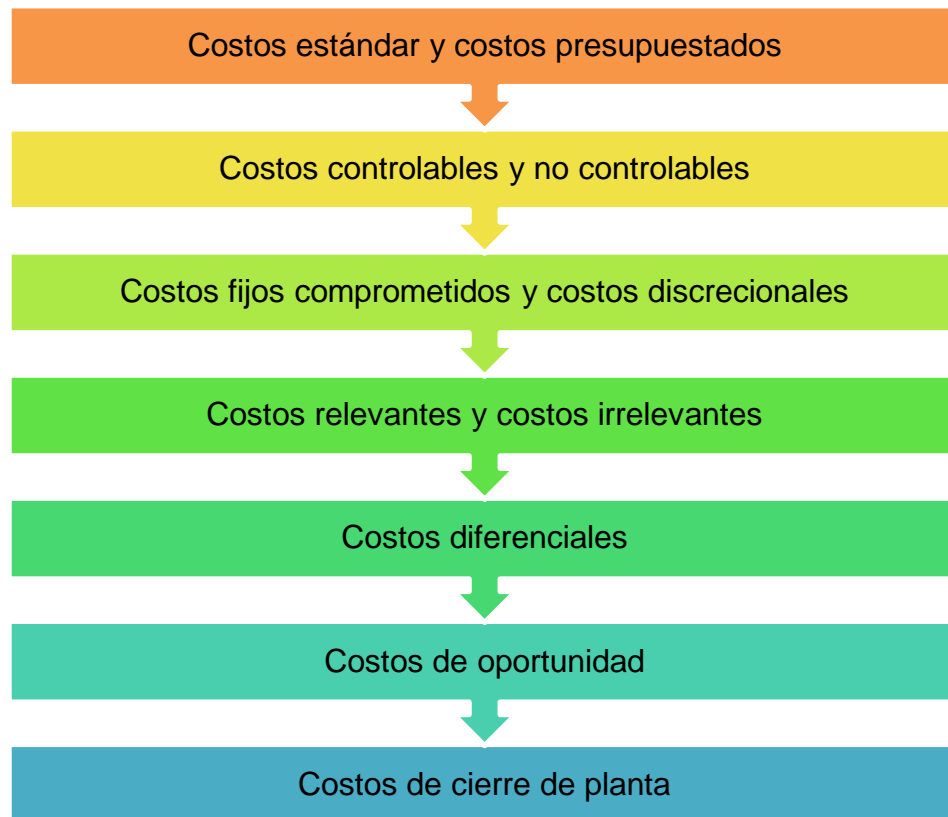 Costos estándar y costos presupuestados
Costos controlables y no controlables
Costos fijos comprometidos y costos discrecionales
Costos relevantes y costos irrelevantes
Costos diferenciales
Costos de oportunidad
Costos de cierre de planta